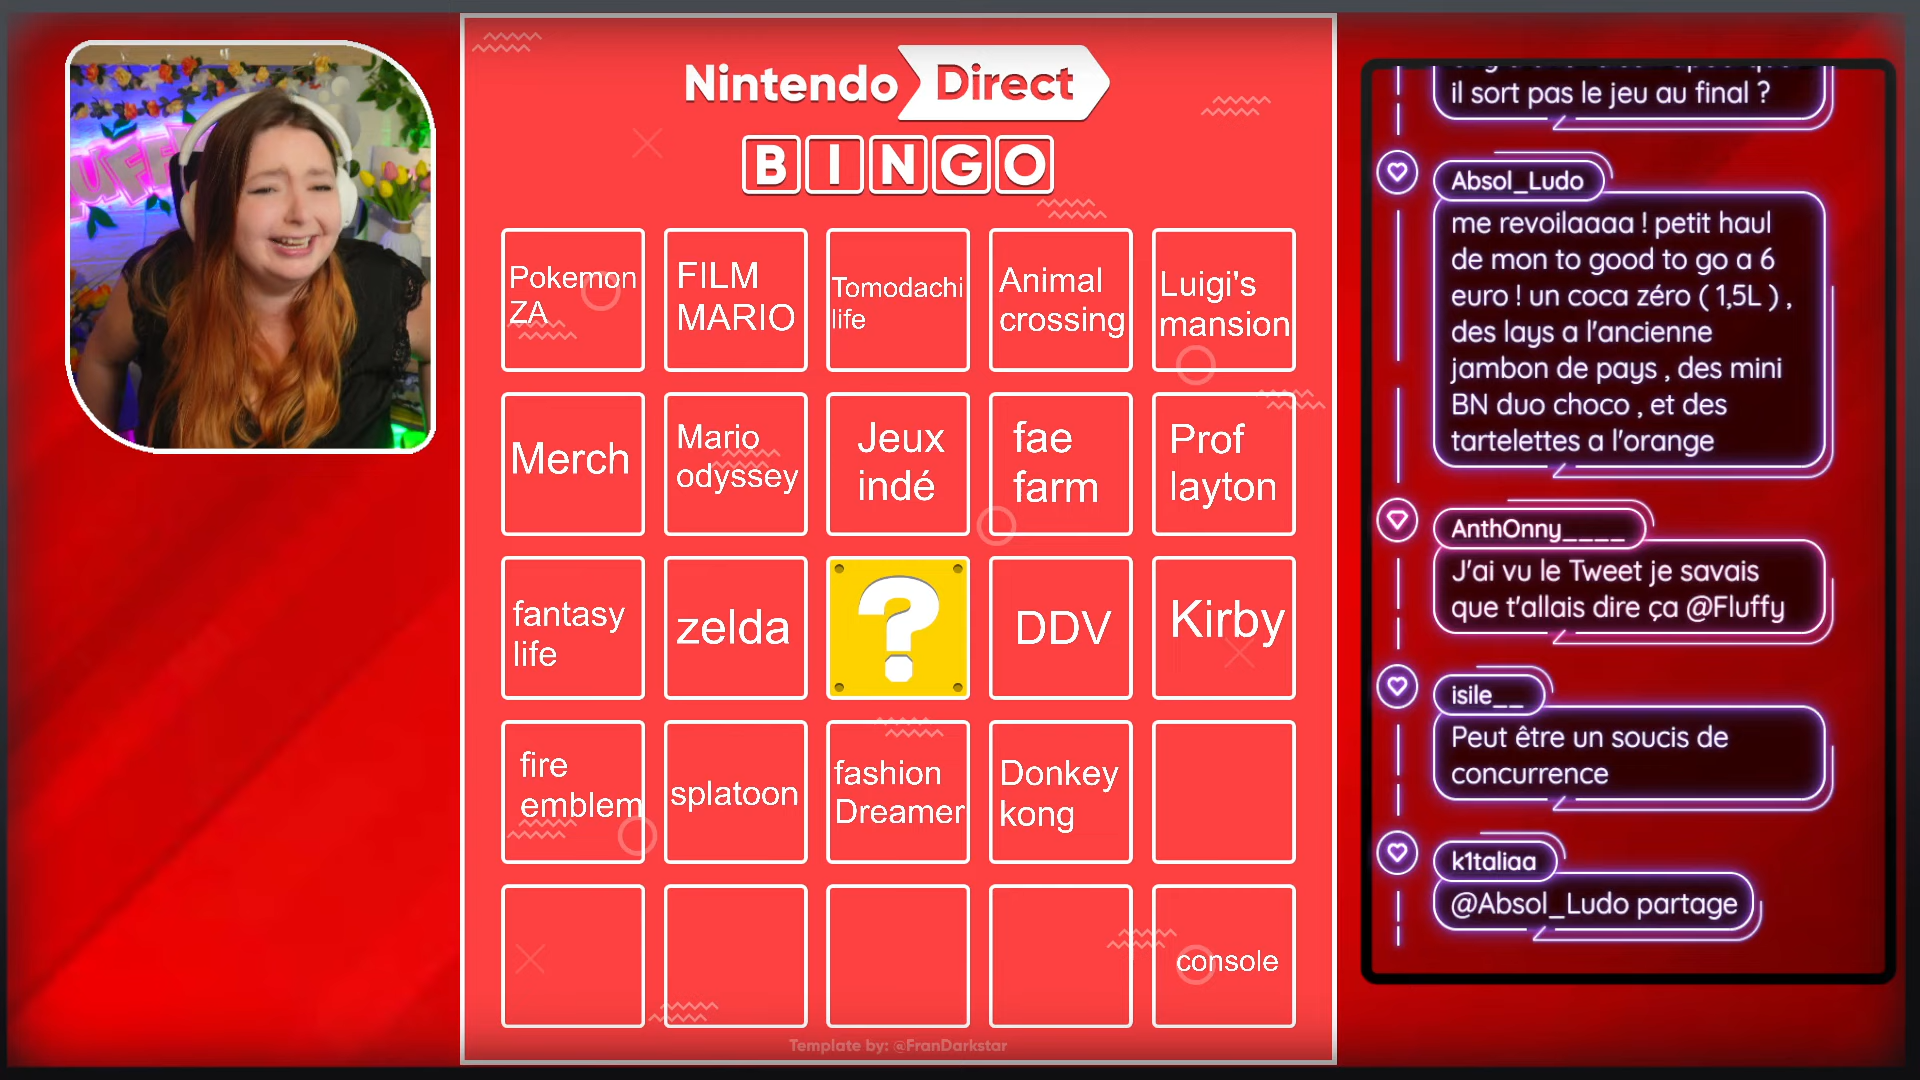 Nintendo Direct
BINGO
Pokemon
ZA
FILM
MARIO
Tomodachi
life
Animal
crossing
Luigi's
mansion
Merch
Mario
odyssey
Jeux
indé
fae
farm
Prof
layton
fantasy
life
zelda
?
DDV
Kirby
fire
emblem
splatoon
fashion
Dreamer
Donkey
kong
console
Template by: @FranDarkstar
il sort pas le jeu au final ?
Absol_Ludo
me revoilaaaa ! petit haul
de mon to good to go a 6
euro ! un coca zéro ( 1,5L ) ,
des lays a l'ancienne
jambon de pays , des mini
BN duo choco , et des
tartelettes a l'orange
AnthOnny____
J'ai vu le Tweet je savais
que t'allais dire ça @Fluffy
isile__
Peut être un soucis de
concurrence
k1taliaa
@Absol_Ludo partage